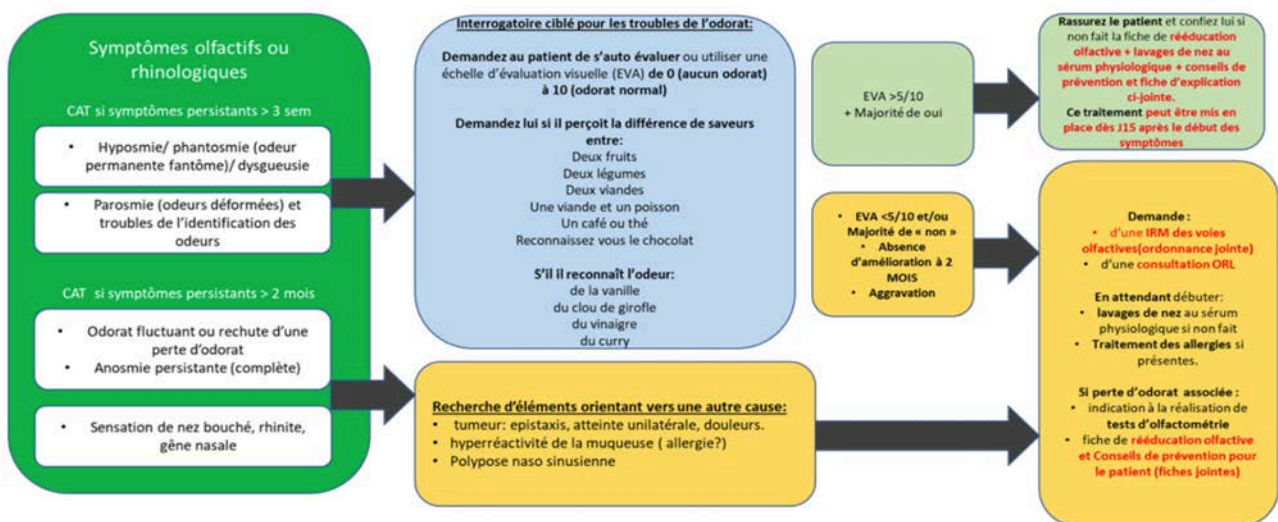 Symptômes olfactifs ou
rhinologiques
CAT si symptômes persistants > 3 sem
• Hyposmie/ phantosmie (odeur
permanente fantôme)/ dysgueusie
• Parosmie (odeurs déformées) et
troubles de l'identification des
odeurs
CAT si symptômes persistants > 2 mois
• Odorat fluctuant ou rechute d'une
perte d'odorat
• Anosmie persistante (complète)
• Sensation de nez bouché, rhinite,
gêne nasale
Interrogatoire ciblé pour les troubles de l'odorat:
Demandez au patient de s'auto évaluer ou utiliser une
échelle d'évaluation visuelle (EVA) de 0 (aucun odorat)
à 10 (odorat normal)
Demandez lui si il perçoit la différence de saveurs
entre:
Deux fruits
Deux légumes
Deux viandes
Une viande et un poisson
Un café ou thé
Reconnaissez vous le chocolat
S'il il reconnaît l'odeur:
de la vanille
du clou de girofle
du vinaigre
du curry
Recherche d'éléments orientant vers une autre cause:
• tumeur: epistaxis, atteinte unilatérale, douleurs.
• hyperréactivité de la muqueuse ( allergie?)
• Polypose naso sinusienne
EVA >5/10
+ Majorité de oui
• EVA <5/10 et/ou
Majorité de « non »
• Absence
d'amélioration à 2
MOIS
• Aggravation
Rassurez le patient et confiez lui si
non fait la fiche de rééducation
olfactive + lavages de nez au
sérum physiologique + conseils de
prévention et fiche d'explication
ci-jointe.
Ce traitement peut être mis en
place dès J15 après le début des
symptômes
Demande :
• d'une IRM des voies
olfactives(ordonnance jointe)
• d'une consultation ORL
En attendant débuter:
• lavages de nez au sérum
physiologique si non fait
• Traitement des allergies si
présentes.
Si perte d'odorat associée :
• indication à la réalisation de
tests d'olfactométrie
• fiche de rééducation olfactive
et Conseils de prévention pour
le patient (fiches jointes)